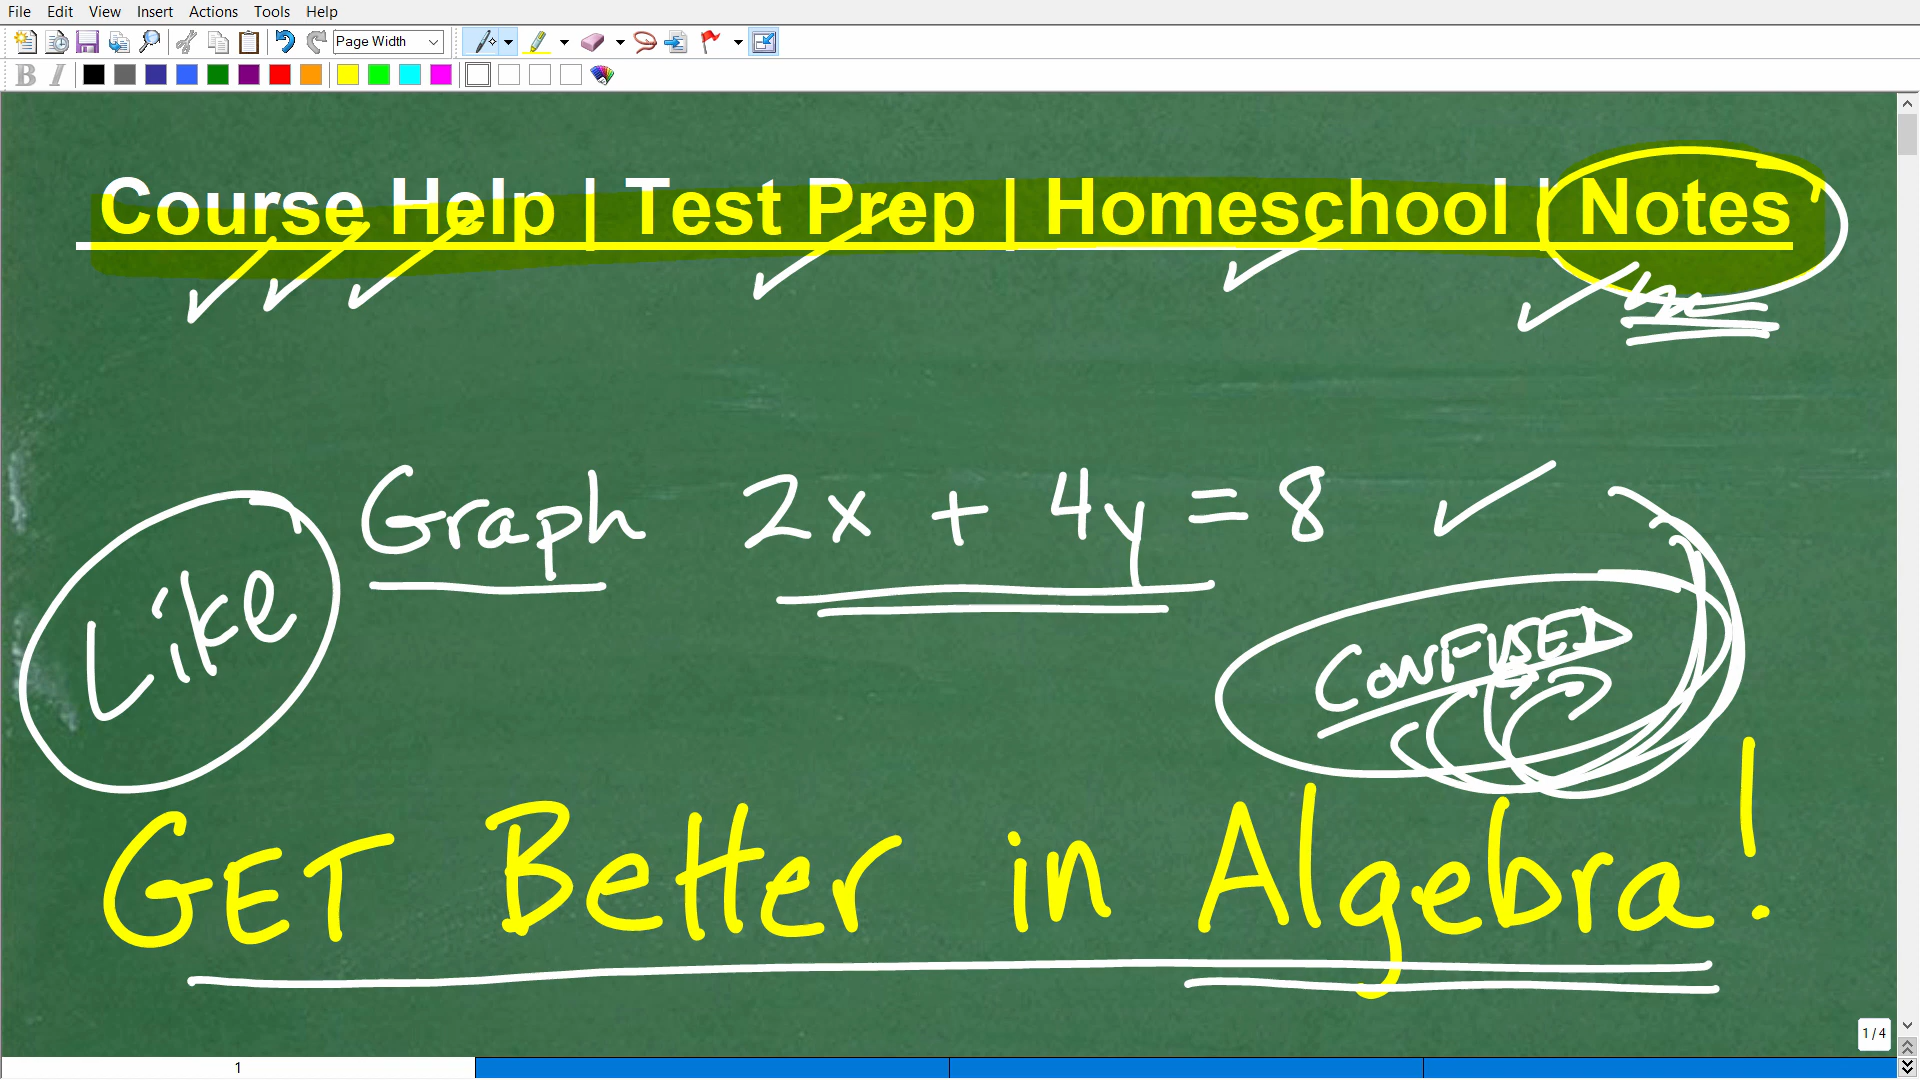 File Edit View Insert Actions Tools Help
Page Width
B I
Course Help | Test Prep | Homeschool | Notes
Graph 2x + 4y = 8
Like
CONFUSED
GET Better in Algebra!
1 / 4
1